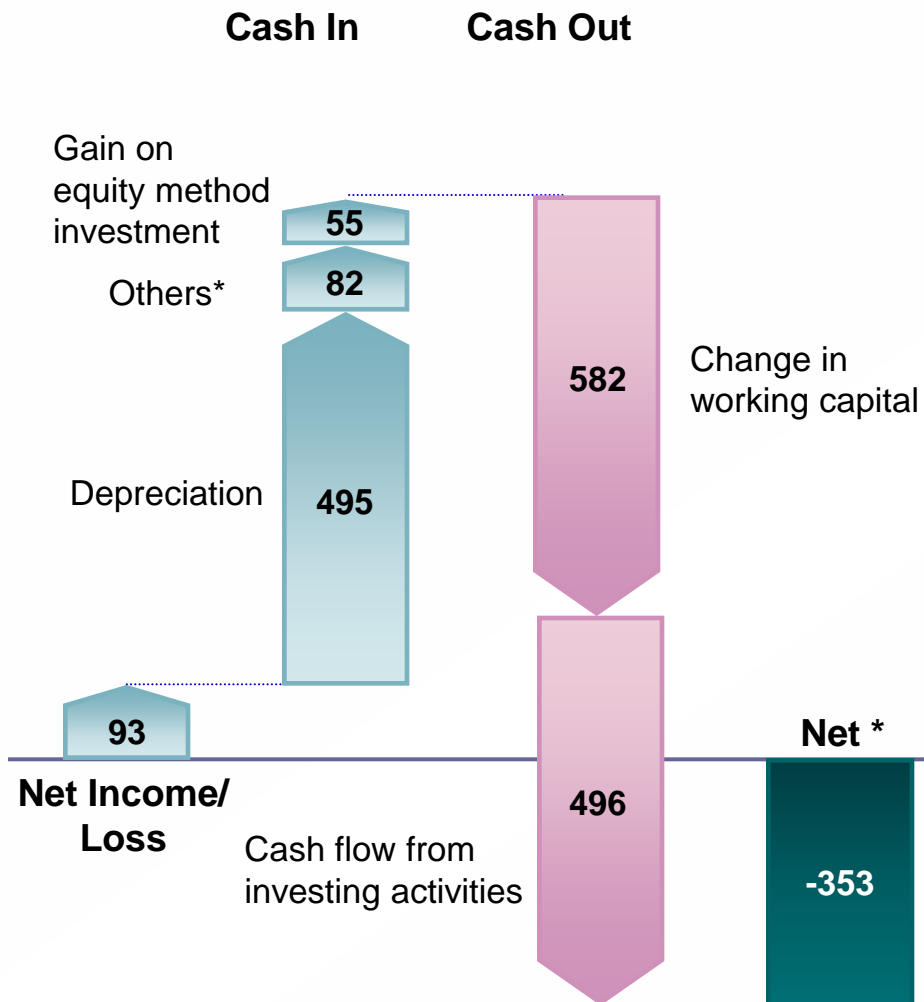 Cash In
Cash Out
Gain on
equity method
investment
55
Others*
82
582
Change in
working capital
Depreciation
495
93
Net *
Net Income/
Loss
496
Cash flow from
investing activities
-353